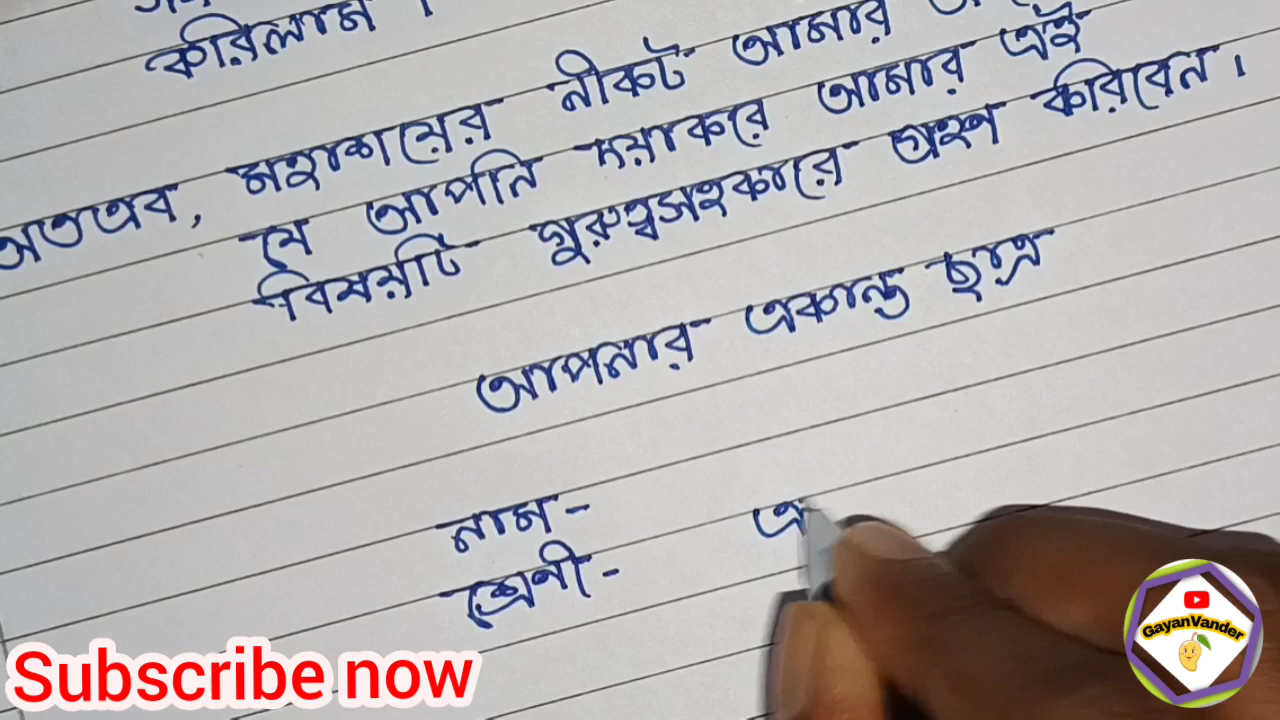 করিলাম ।
অতএব, মহাশয়ের নীকট আমার
যে আপনি দয়াকরে আমার এই
বিষয়টি গুরুত্বসহকারে গ্রহণ করিবেন ।
আপনার একান্ত ছাত্র
নাম-
শ্রেনী-
এ
Subscribe now
GayanVander